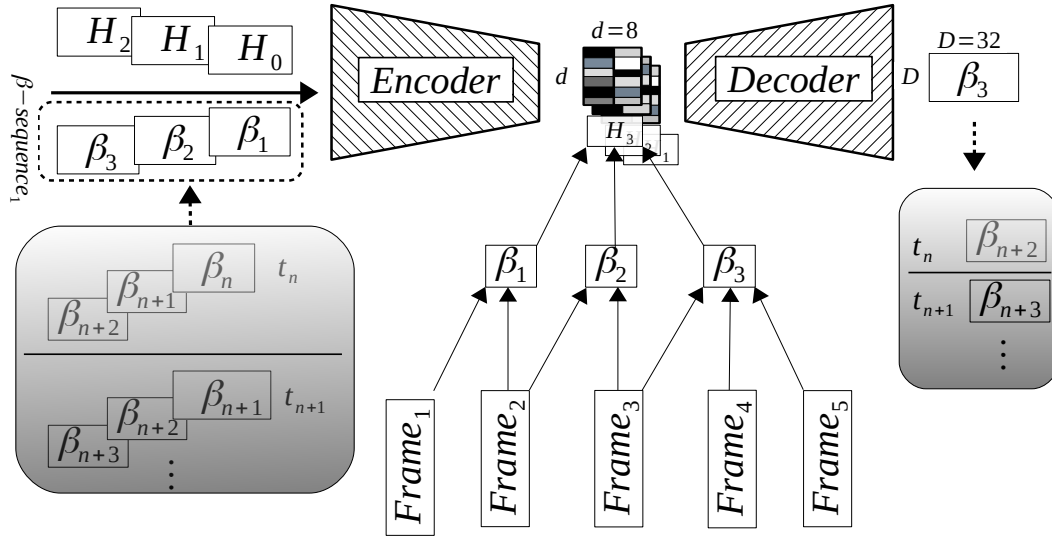 H₂ H₁ H₀
β−sequence₁
β₃ β₂ β₁
Encoder
d=8
d
H₃
₂
₁
Decoder
D=32
D
β₃
βₙ tₙ
βₙ₊₁
βₙ₊₂
βₙ₊₁ tₙ₊₁
βₙ₊₂
βₙ₊₃
⋮
β₁ β₂ β₃
Frame₁ Frame₂ Frame₃ Frame₄ Frame₅
tₙ βₙ₊₂
tₙ₊₁ βₙ₊₃
⋮